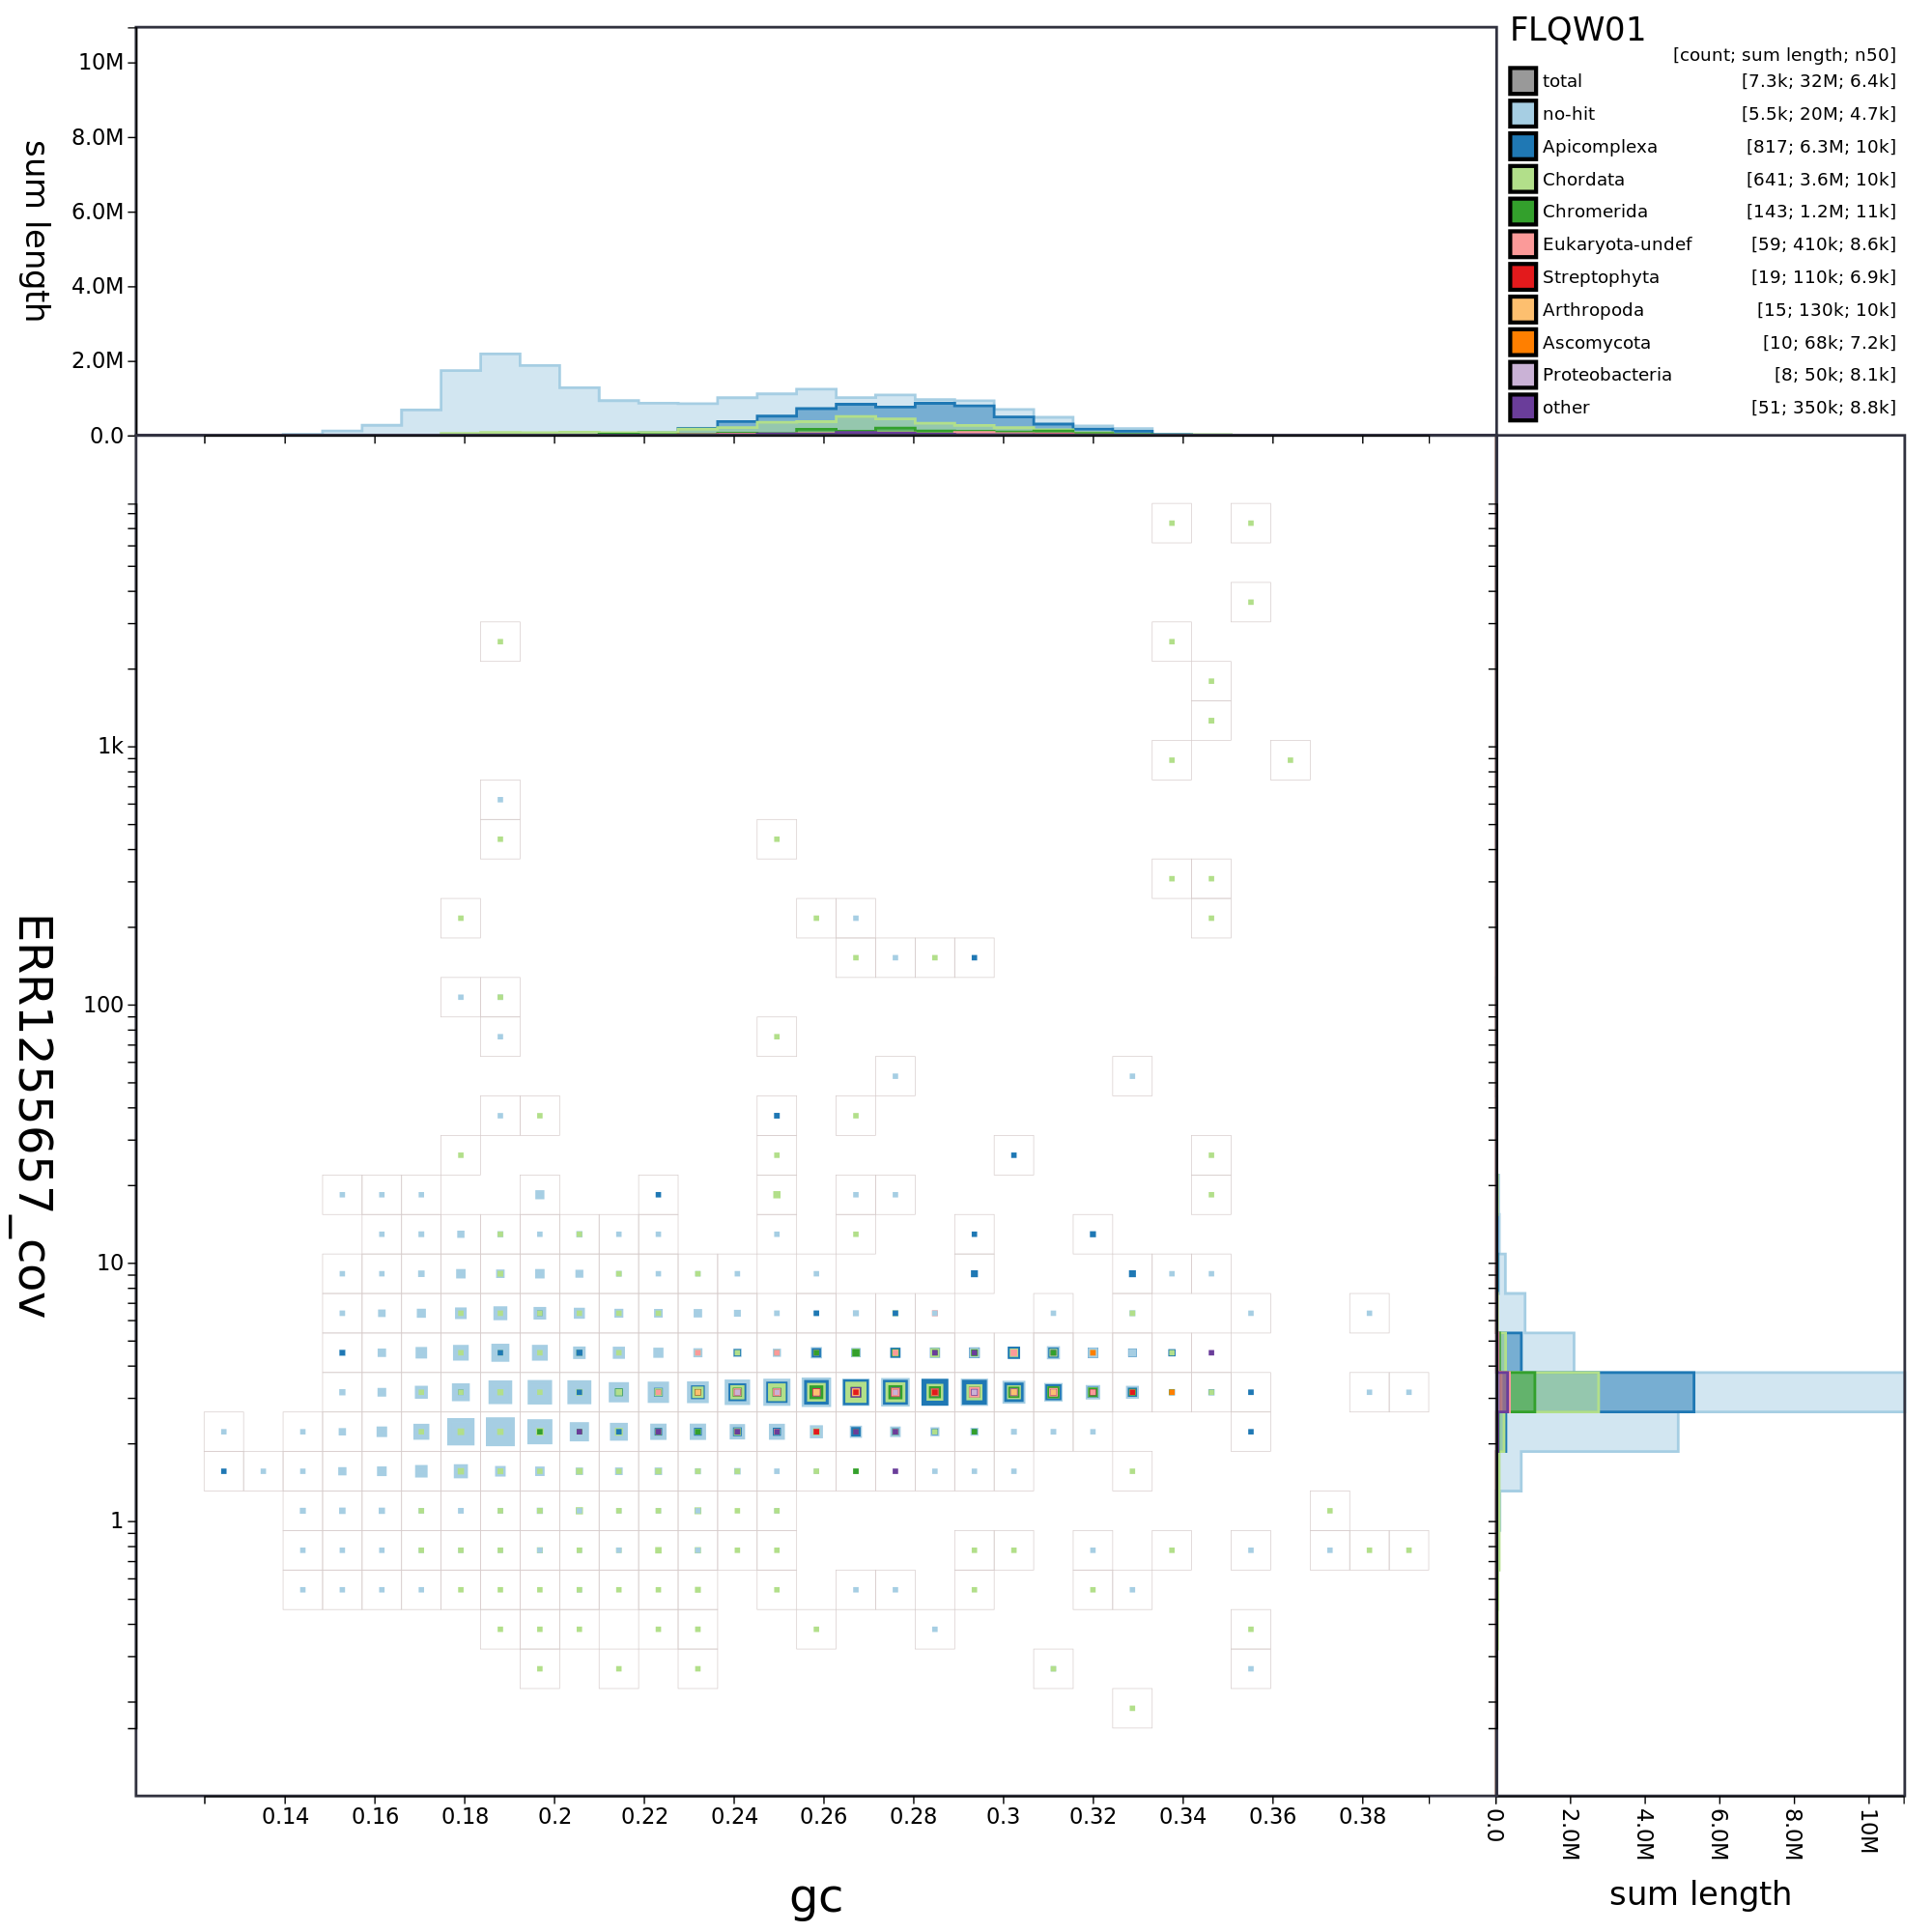 FLQW01
[count; sum length; n50]
total [7.3k; 32M; 6.4k]
no-hit [5.5k; 20M; 4.7k]
Apicomplexa [817; 6.3M; 10k]
Chordata [641; 3.6M; 10k]
Chromerida [143; 1.2M; 11k]
Eukaryota-undef [59; 410k; 8.6k]
Streptophyta [19; 110k; 6.9k]
Arthropoda [15; 130k; 10k]
Ascomycota [10; 68k; 7.2k]
Proteobacteria [8; 50k; 8.1k]
other [51; 350k; 8.8k]
sum length
10M
8.0M
6.0M
4.0M
2.0M
0.0
ERR1255657_cov
1k
100
10
1
0.14 0.16 0.18 0.2 0.22 0.24 0.26 0.28 0.3 0.32 0.34 0.36 0.38
gc
0.0 2.0M 4.0M 6.0M 8.0M 10M
sum length